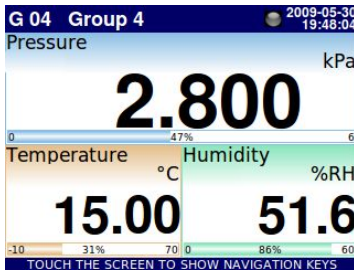 G 04 Group 4 2009-05-30
19:48:04
Pressure
kPa
2.800
0 47% 6
Temperature Humidity
°C %RH
15.00 51.6
-10 31% 70 0 86% 60
TOUCH THE SCREEN TO SHOW NAVIGATION KEYS